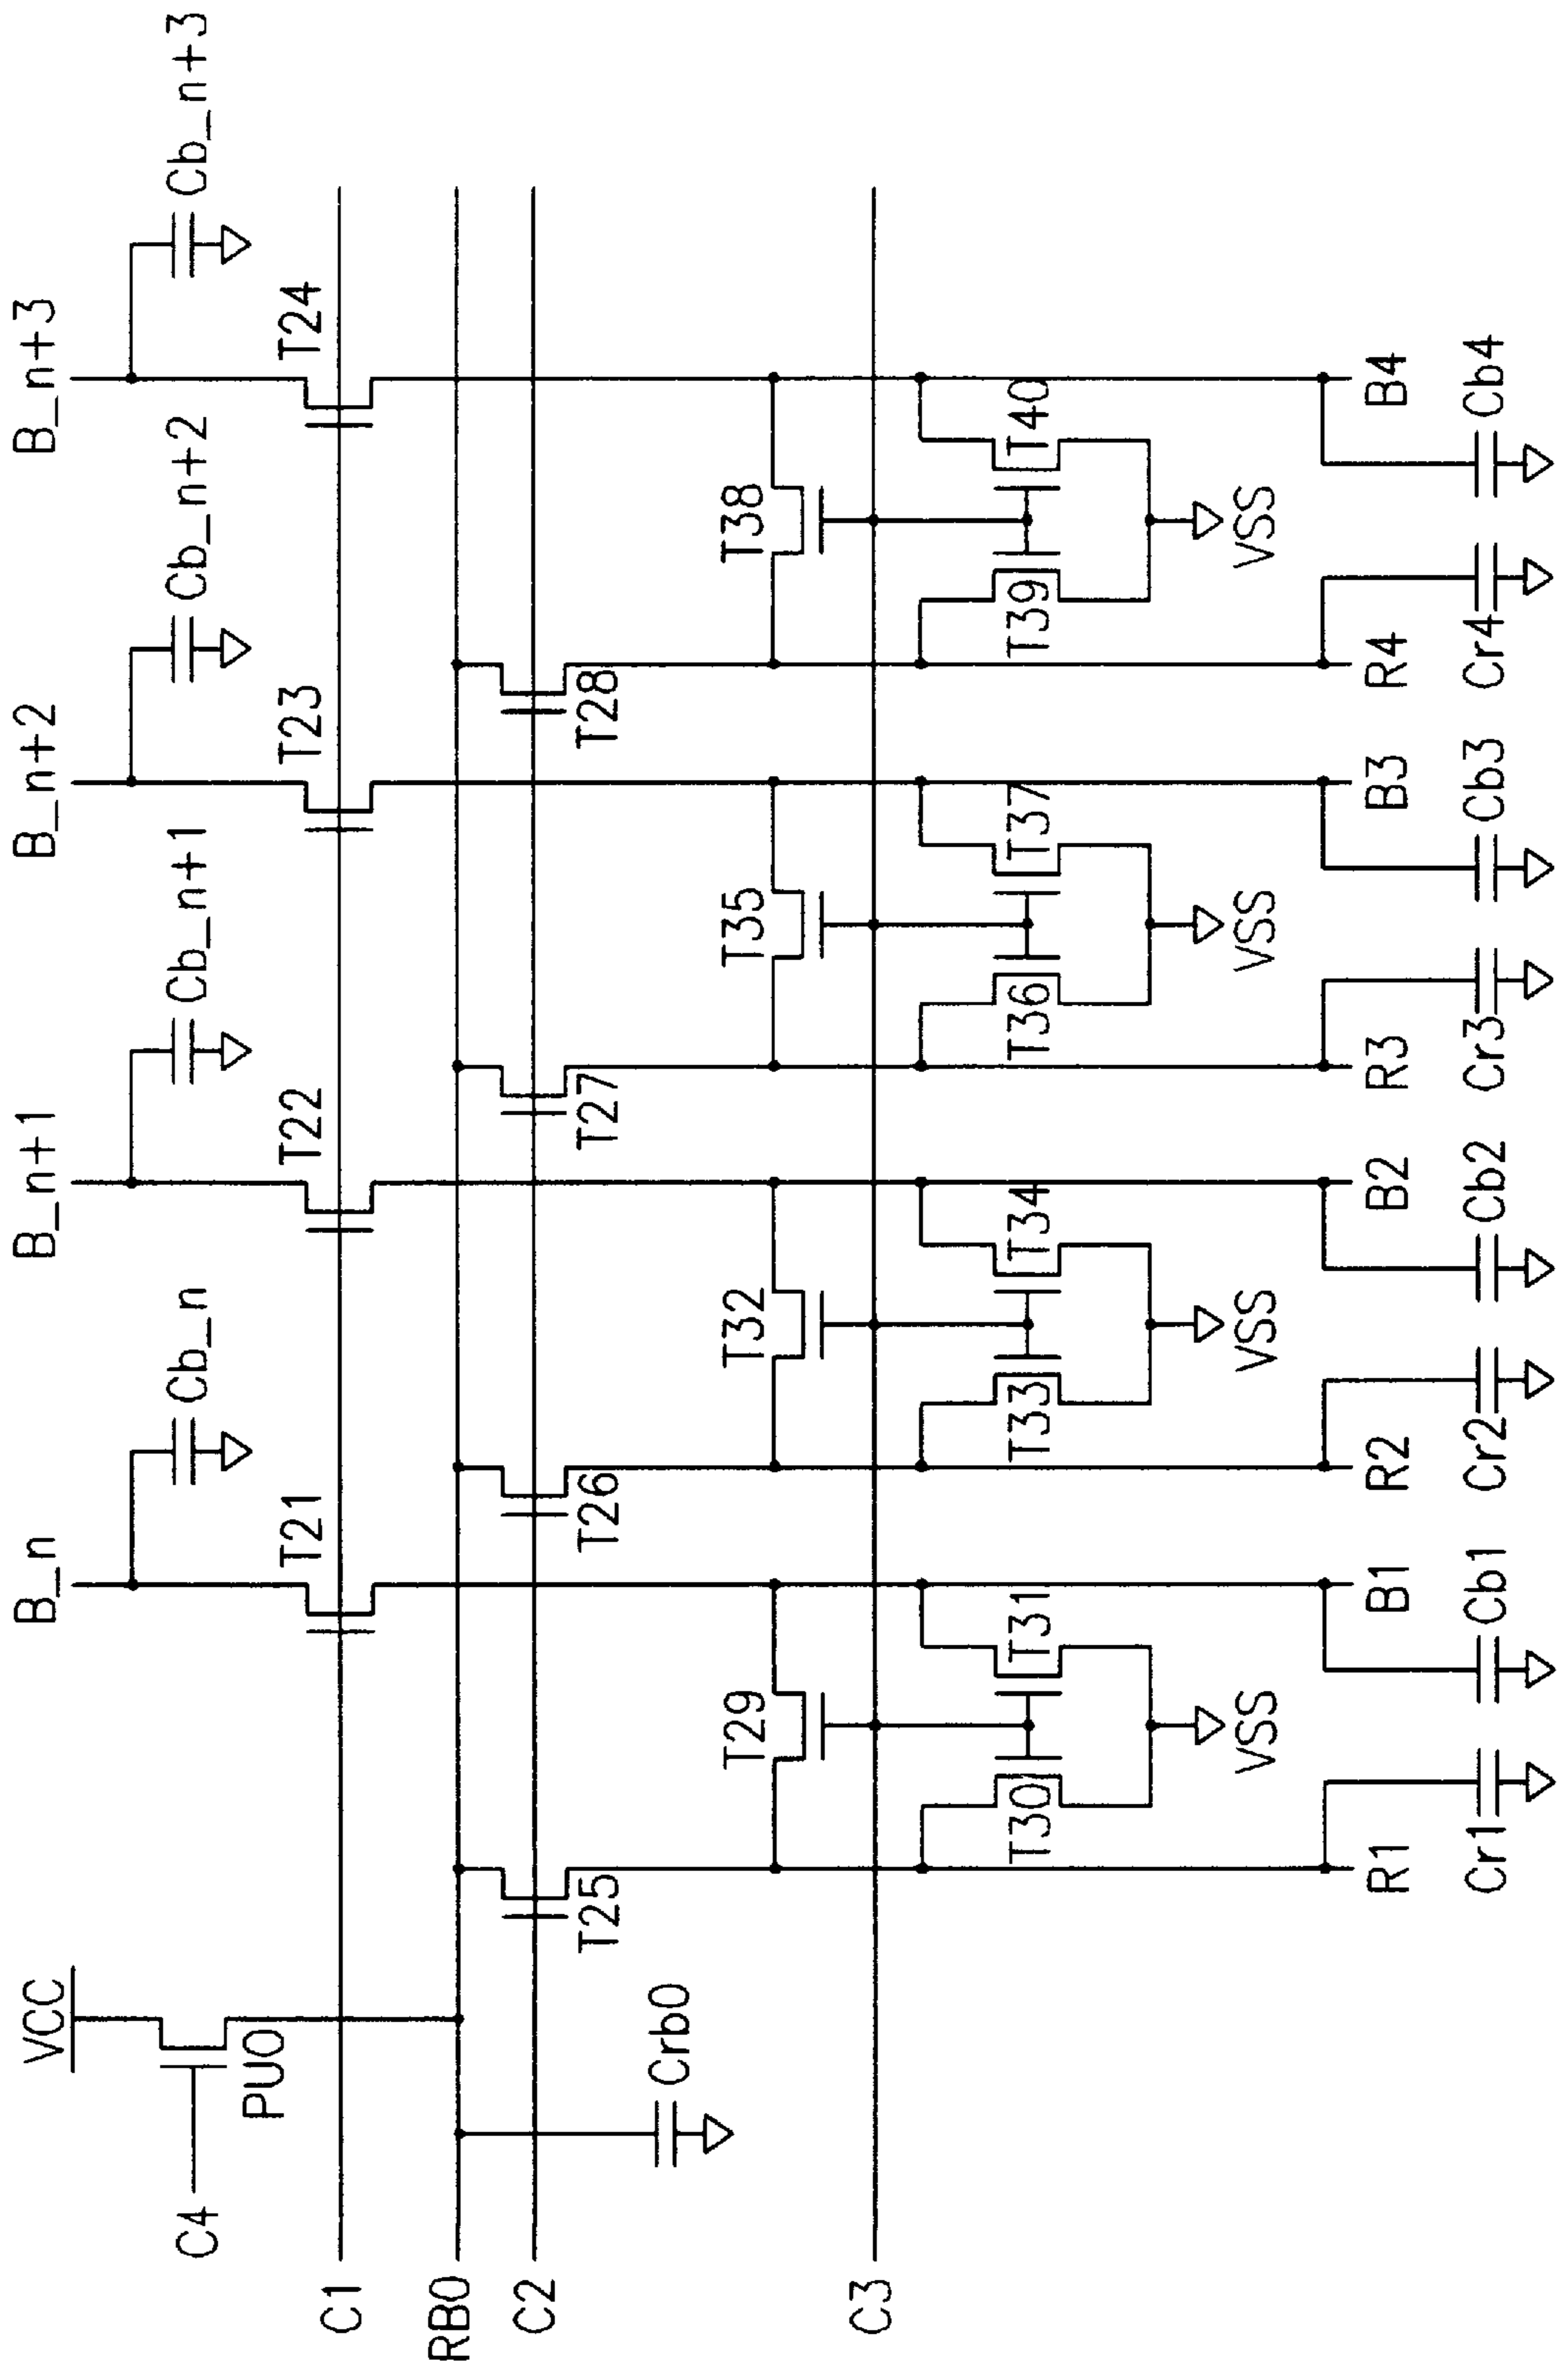 VCC
B_n
B_n+1
B_n+2
B_n+3
Cb_n
Cb_n+1
Cb_n+2
Cb_n+3
C4
PU0
T21
T22
T23
T24
C1
RB0
C2
T25
T26
T27
T28
Crb0
T29
T32
T35
T38
C3
T30
T31
T33
T34
T36
T37
T39
T40
VSS
VSS
VSS
VSS
R1
B1
R2
B2
R3
B3
R4
B4
Cr1
Cb1
Cr2
Cb2
Cr3
Cb3
Cr4
Cb4